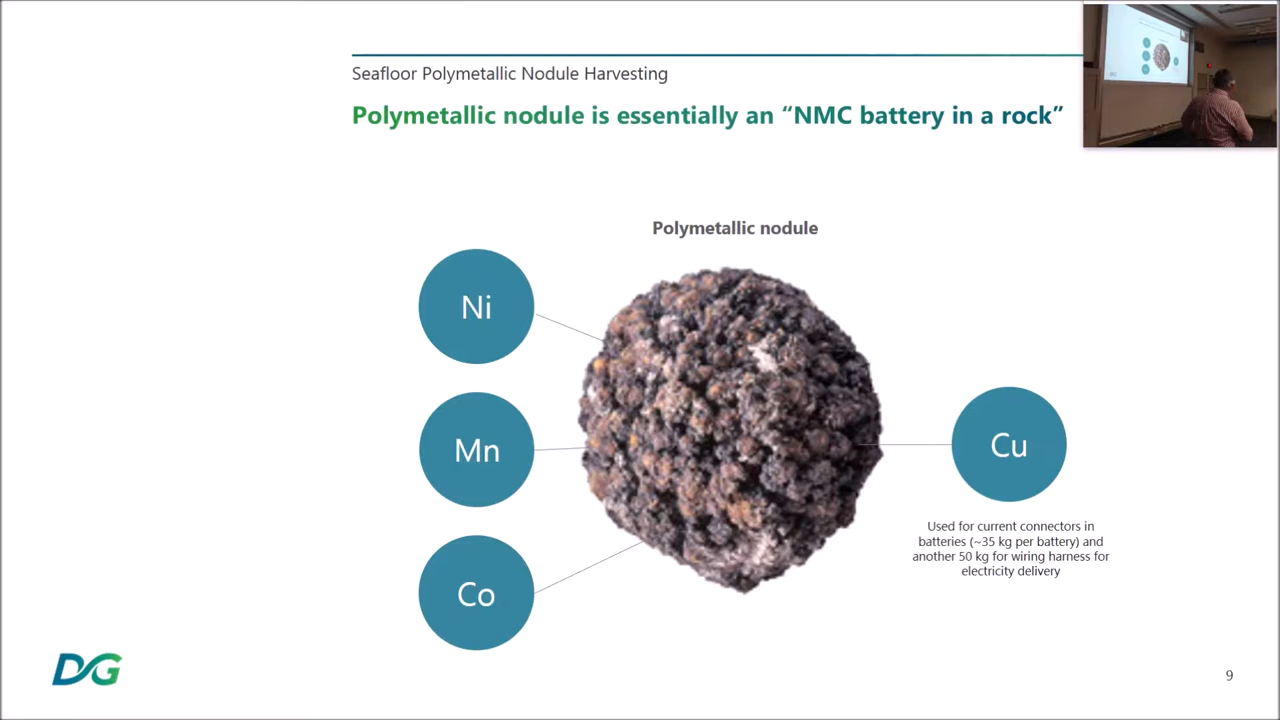 Seafloor Polymetallic Nodule Harvesting
Polymetallic nodule is essentially an “NMC battery in a rock”
Polymetallic nodule
Ni
Mn
Co
Cu
Used for current connectors in
batteries (~35 kg per battery) and
another 50 kg for wiring harness for
electricity delivery
DG
9